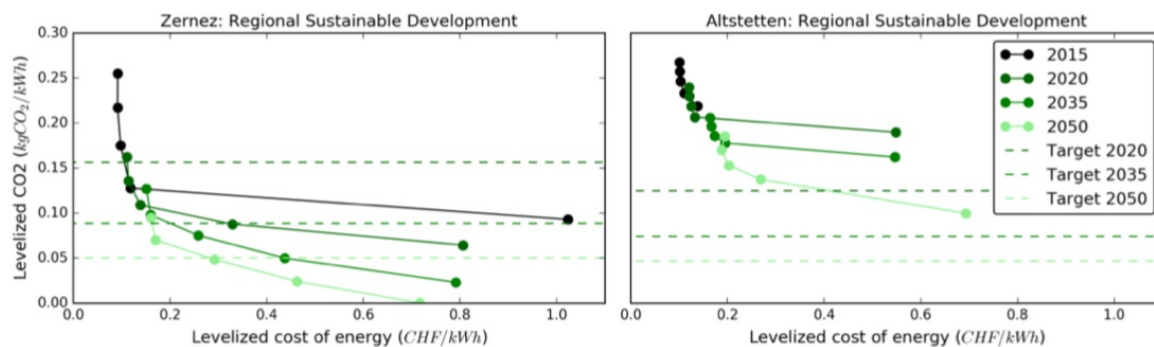 Zernez: Regional Sustainable Development
Levelized CO2 (kgCO₂/kWh)
0.30
0.25
0.20
0.15
0.10
0.05
0.00
0.0 0.2 0.4 0.6 0.8 1.0
Levelized cost of energy (CHF/kWh)
Altstetten: Regional Sustainable Development
2015
2020
2035
2050
Target 2020
Target 2035
Target 2050
0.0 0.2 0.4 0.6 0.8 1.0
Levelized cost of energy (CHF/kWh)